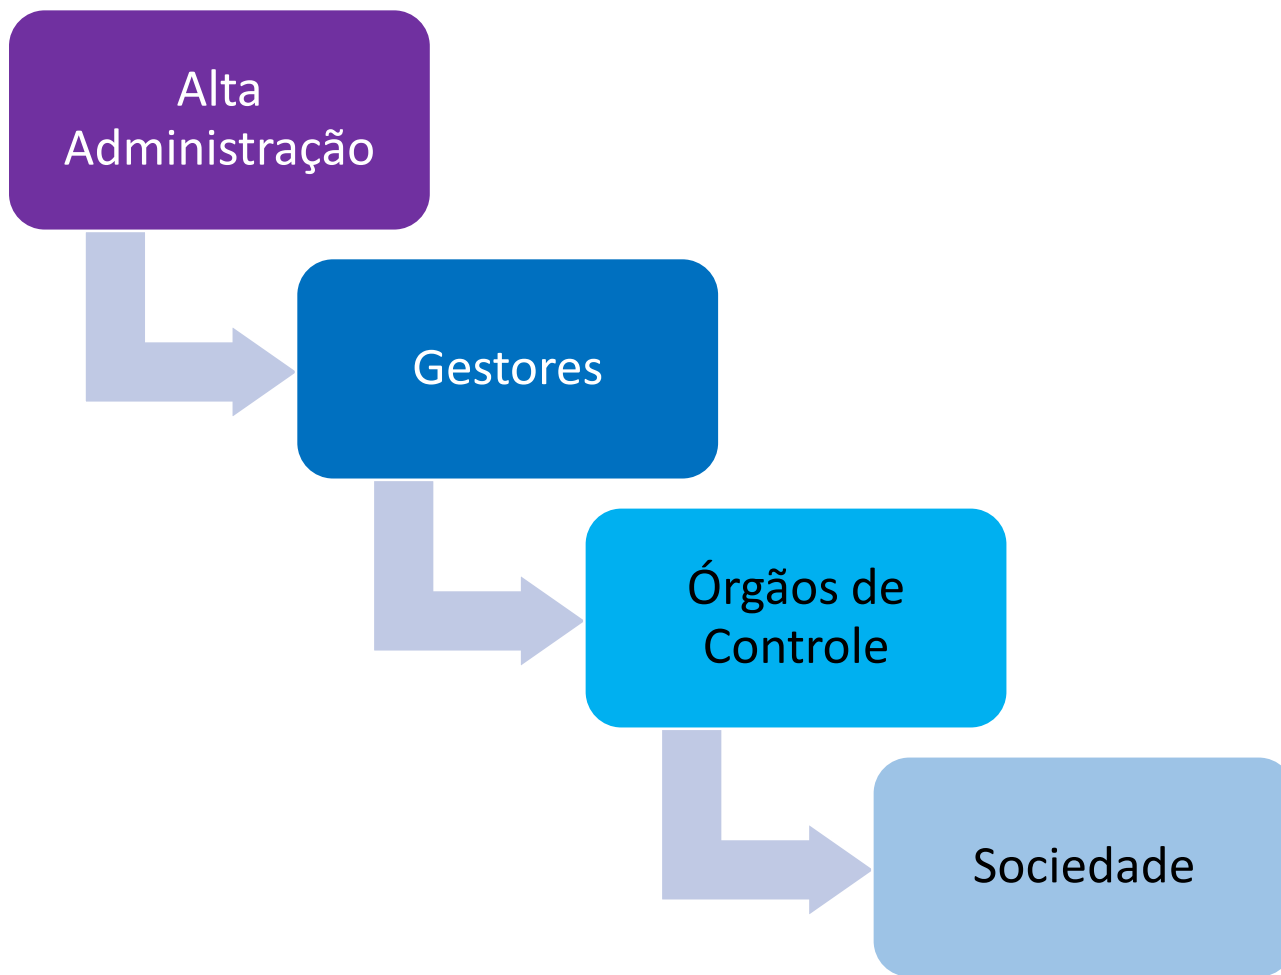 Alta
Administração
Gestores
Órgãos de
Controle
Sociedade